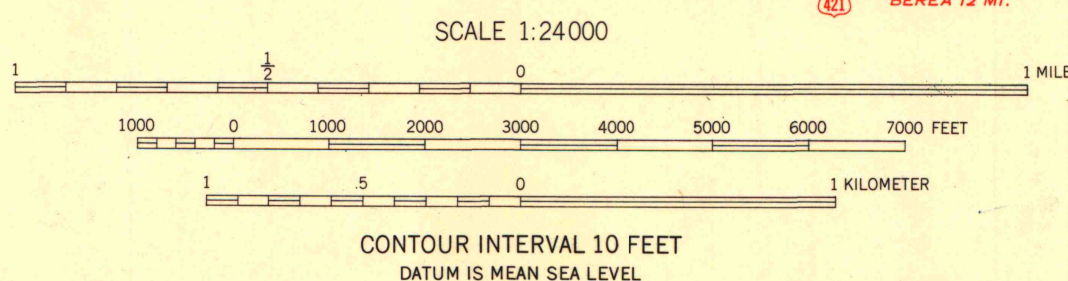 421 BEREA 12 MI.
SCALE 1:24000
1 1/2 0 1 MILE
1000 0 1000 2000 3000 4000 5000 6000 7000 FEET
1 .5 0 1 KILOMETER
CONTOUR INTERVAL 10 FEET
DATUM IS MEAN SEA LEVEL